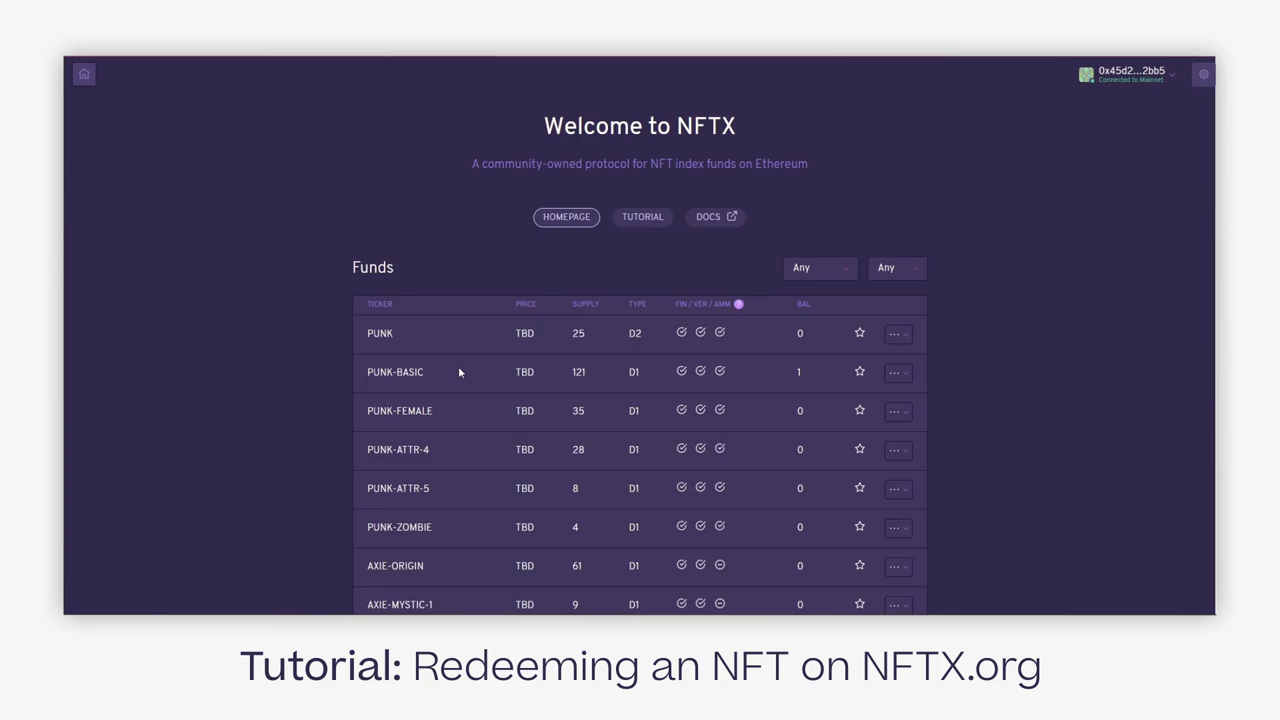 0x45d2...2bb5
Connected to Mainnet
Welcome to NFTX
A community-owned protocol for NFT index funds on Ethereum
HOMEPAGE TUTORIAL DOCS
Funds Any Any
TICKER PRICE SUPPLY TYPE FIN / VER / AMM ? BAL
PUNK TBD 25 D2 0 ...
PUNK-BASIC TBD 121 D1 1 ...
PUNK-FEMALE TBD 35 D1 0 ...
PUNK-ATTR-4 TBD 28 D1 0 ...
PUNK-ATTR-5 TBD 8 D1 0 ...
PUNK-ZOMBIE TBD 4 D1 0 ...
AXIE-ORIGIN TBD 61 D1 0 ...
AXIE-MYSTIC-1 TBD 9 D1 0 ...
Tutorial: Redeeming an NFT on NFTX.org